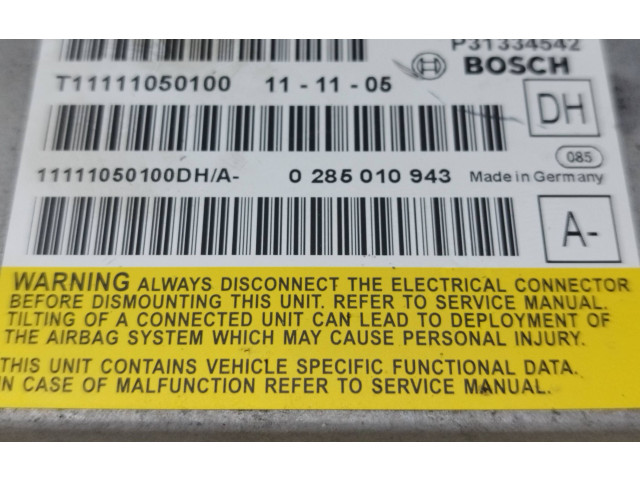 P31334542
BOSCH
T11111050100 11 - 11 - 05
DH
085
11111050100DH/A- 0 285 010 943 Made in Germany
A-
WARNING ALWAYS DISCONNECT THE ELECTRICAL CONNECTOR
BEFORE DISMOUNTING THIS UNIT. REFER TO SERVICE MANUAL.
TILTING OF A CONNECTED UNIT CAN LEAD TO DEPLOYMENT OF
THE AIRBAG SYSTEM WHICH MAY CAUSE PERSONAL INJURY.
THIS UNIT CONTAINS VEHICLE SPECIFIC FUNCTIONAL DATA.
IN CASE OF MALFUNCTION REFER TO SERVICE MANUAL.